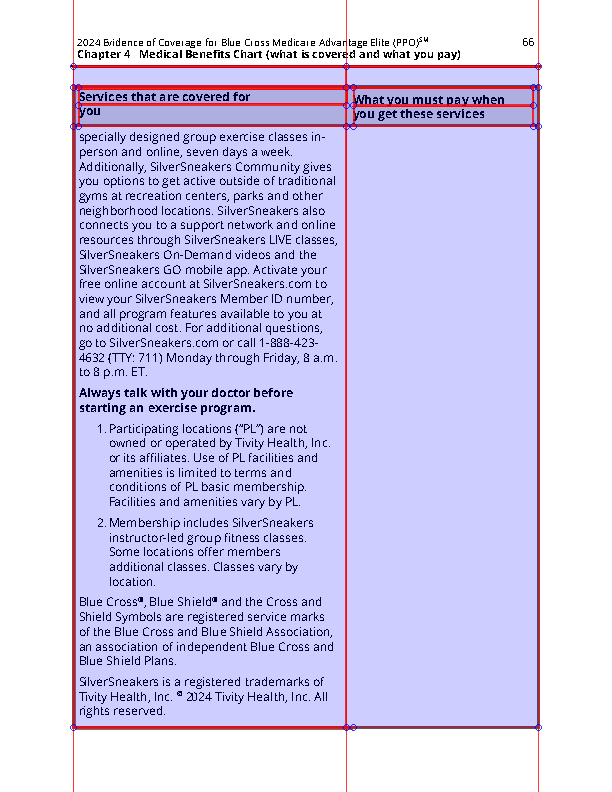 2024 Evidence of Coverage for Blue Cross Medicare Advantage Elite (PPO)℠ 66
Chapter 4 Medical Benefits Chart (what is covered and what you pay)
Services that are covered for
you
What you must pay when
you get these services
specially designed group exercise classes in-
person and online, seven days a week.
Additionally, SilverSneakers Community gives
you options to get active outside of traditional
gyms at recreation centers, parks and other
neighborhood locations. SilverSneakers also
connects you to a support network and online
resources through SilverSneakers LIVE classes,
SilverSneakers On-Demand videos and the
SilverSneakers GO mobile app. Activate your
free online account at SilverSneakers.com to
view your SilverSneakers Member ID number,
and all program features available to you at
no additional cost. For additional questions,
go to SilverSneakers.com or call 1-888-423-
4632 (TTY: 711) Monday through Friday, 8 a.m.
to 8 p.m. ET.
Always talk with your doctor before
starting an exercise program.
1. Participating locations (“PL”) are not
owned or operated by Tivity Health, Inc.
or its affiliates. Use of PL facilities and
amenities is limited to terms and
conditions of PL basic membership.
Facilities and amenities vary by PL.
2. Membership includes SilverSneakers
instructor-led group fitness classes.
Some locations offer members
additional classes. Classes vary by
location.
Blue Cross®, Blue Shield® and the Cross and
Shield Symbols are registered service marks
of the Blue Cross and Blue Shield Association,
an association of independent Blue Cross and
Blue Shield Plans.
SilverSneakers is a registered trademarks of
Tivity Health, Inc. © 2024 Tivity Health, Inc. All
rights reserved.